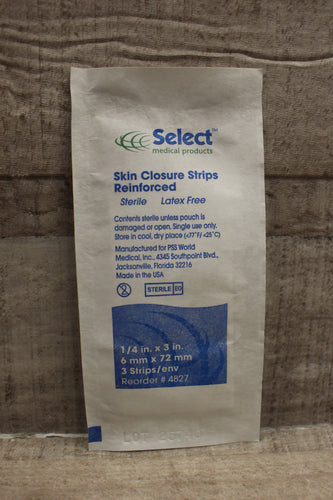 Select™
medical products
Skin Closure Strips
Reinforced
Sterile Latex Free
Contents sterile unless pouch is
damaged or open. Single use only.
Store in cool, dry place (<77°F/<25°C)
Manufactured for PSS World
Medical, Inc., 4345 Southpoint Blvd.,
Jacksonville, Florida 32216
Made in the USA
2
STERILE EO
1/4 in. x 3 in.
6 mm x 72 mm
3 Strips/env
Reorder # 4827
LOT